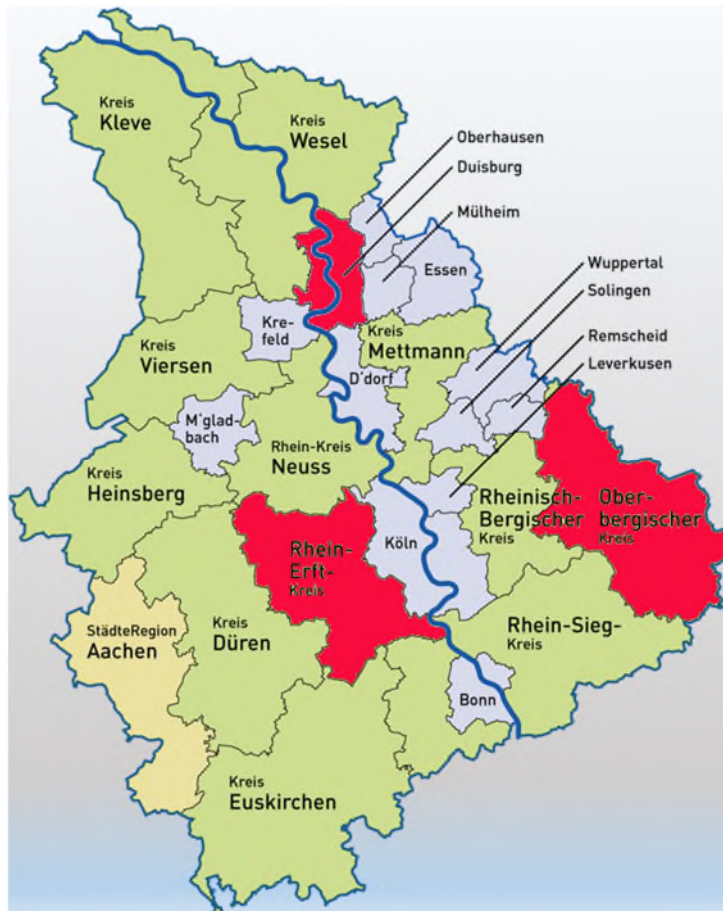 Kreis
Kleve
Kreis
Wesel
Oberhausen
Duisburg
Mülheim
Essen
Wuppertal
Solingen
Remscheid
Leverkusen
Kre-
feld
Kreis
Mettmann
Kreis
Viersen
D'dorf
M'glad-
bach
Rhein-Kreis
Neuss
Kreis
Heinsberg
Rheinisch-
Bergischer
Kreis
Ober-
bergischer
Kreis
Köln
Rhein-
Erft-
Kreis
StädteRegion
Aachen
Kreis
Düren
Rhein-Sieg-
Kreis
Bonn
Kreis
Euskirchen